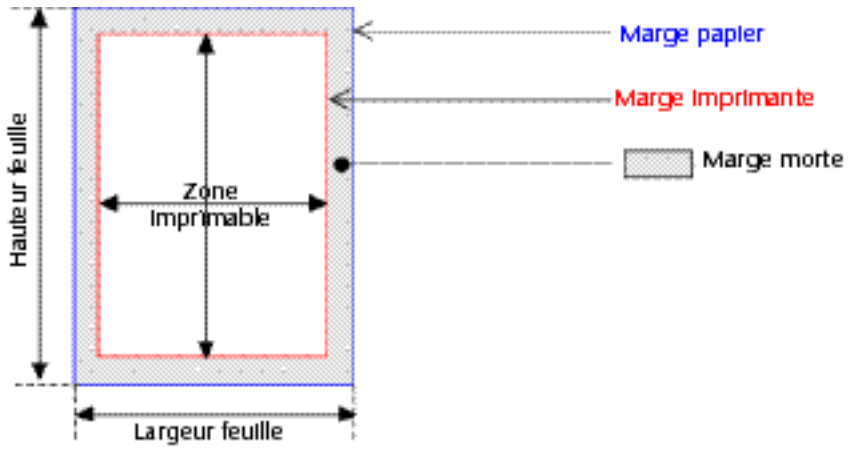 Marge papier
Marge Imprimante
Marge morte
Hauteur feuille
Zone
Imprimable
Largeur feuille